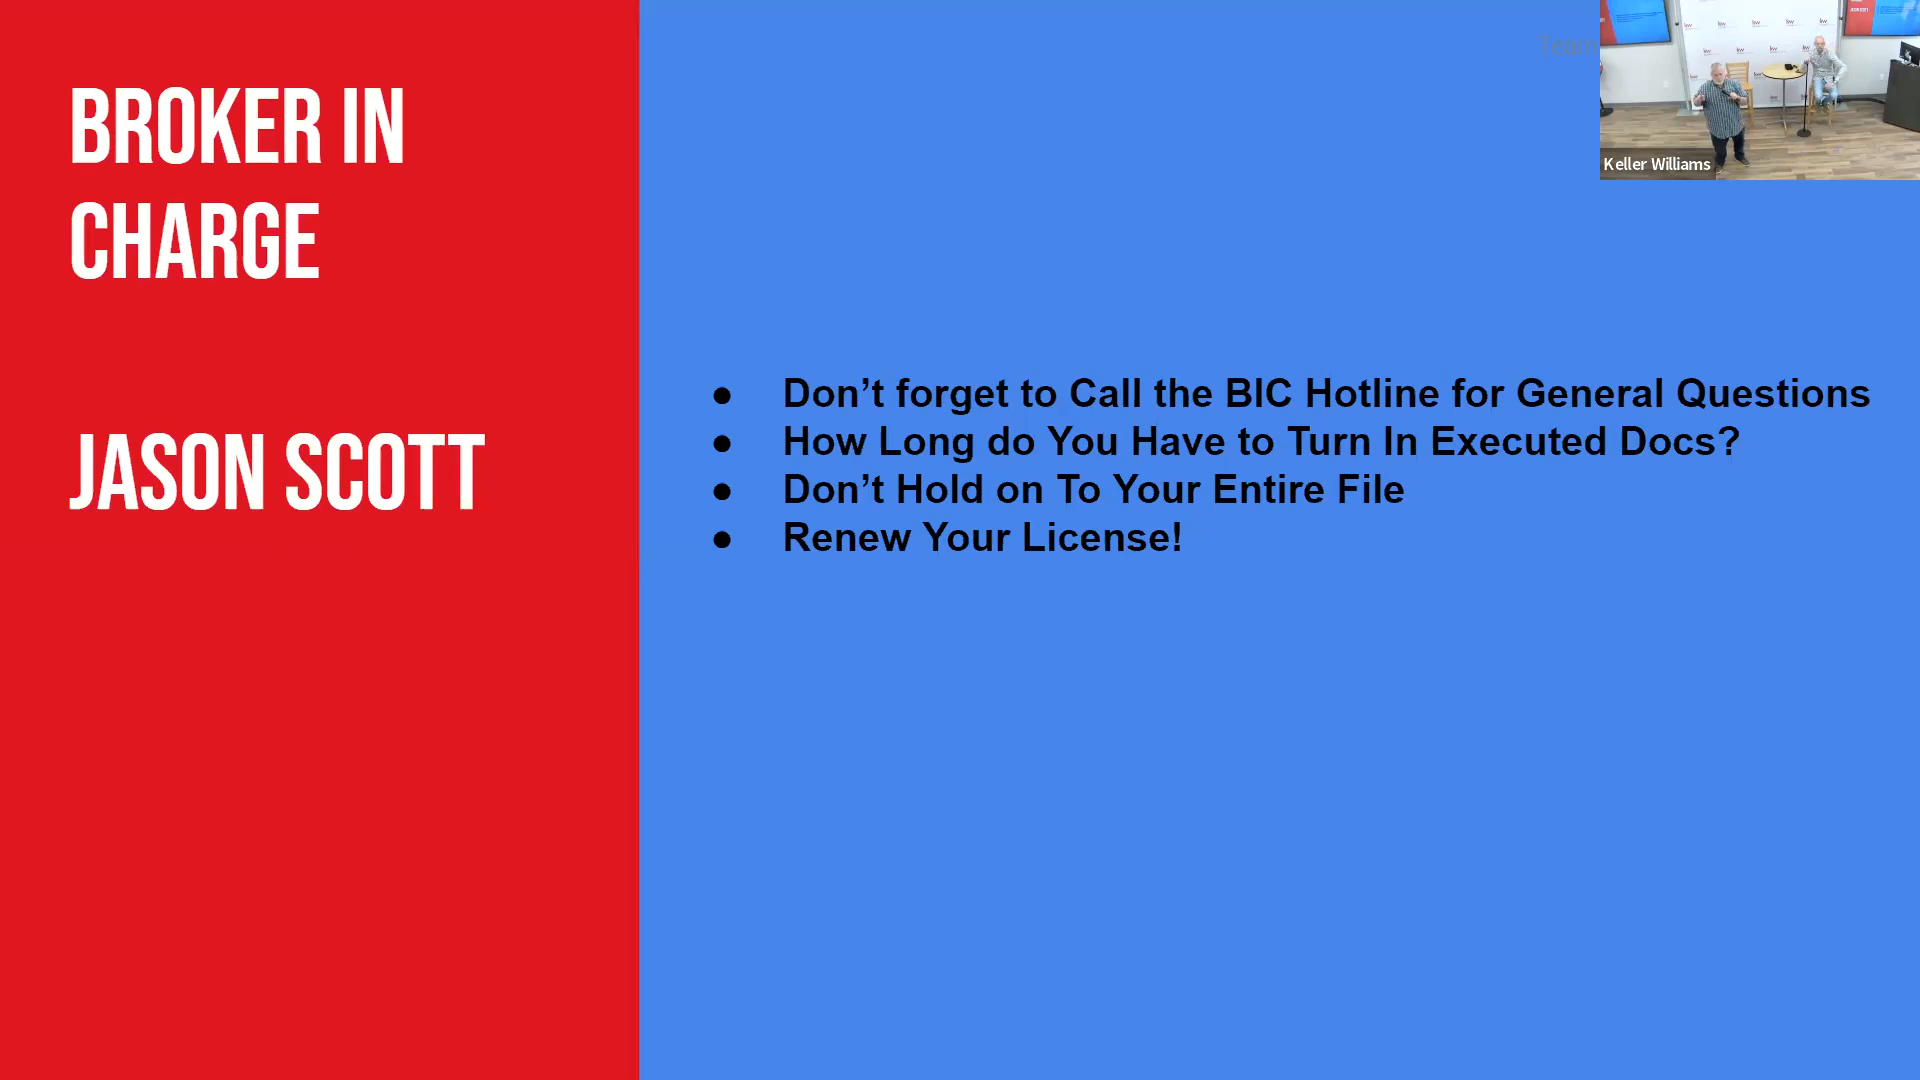 BROKER IN
CHARGE
JASON SCOTT
Team
Keller Williams
● Don’t forget to Call the BIC Hotline for General Questions
● How Long do You Have to Turn In Executed Docs?
● Don’t Hold on To Your Entire File
● Renew Your License!